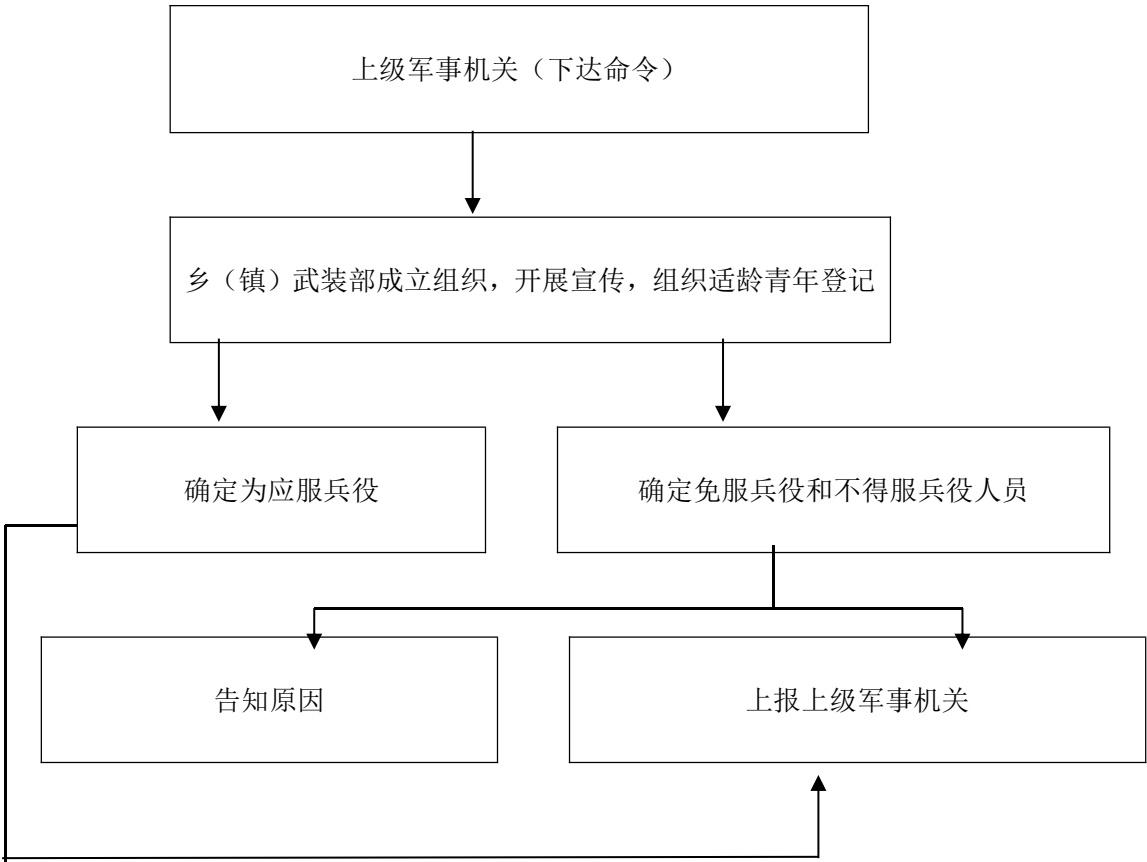 上级军事机关（下达命令）
乡（镇）武装部成立组织，开展宣传，组织适龄青年登记
确定为应服兵役
确定免服兵役和不得服兵役人员
告知原因
上报上级军事机关